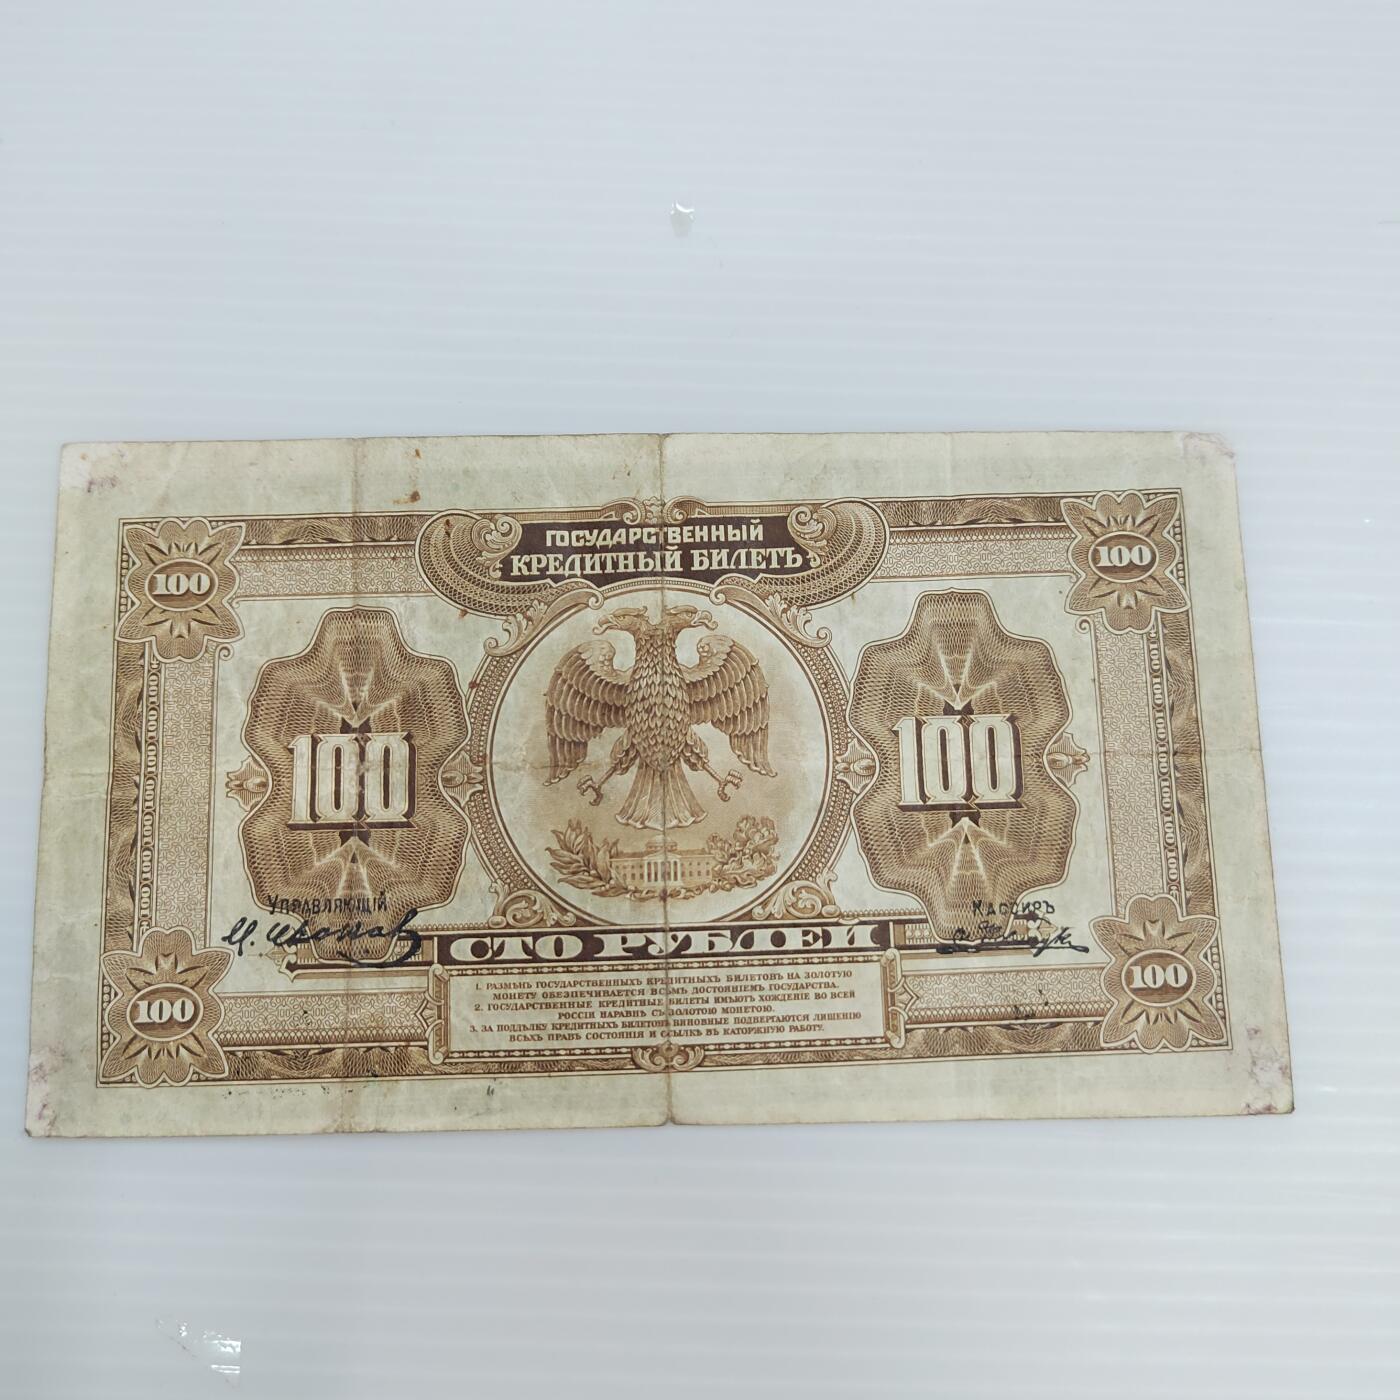 ГОСУДАРСТВЕННЫЙ
КРЕДИТНЫЙ БИЛЕТЪ
100
100
100
100
УПРАВЛЯЮЩІЙ
КАССИРЪ
СТО РУБЛЕЙ
1. РАЗМѢНЪ ГОСУДАРСТВЕННЫХЪ КРЕДИТНЫХЪ БИЛЕТОВЪ НА ЗОЛОТУЮ
МОНЕТУ ОБЕЗПЕЧИВАЕТСЯ ВСѢМЪ ДОСТОЯНІЕМЪ ГОСУДАРСТВА.
2. ГОСУДАРСТВЕННЫЕ КРЕДИТНЫЕ БИЛЕТЫ ИМѢЮТЪ ХОЖДЕНІЕ ВО ВСЕЙ
РОССІИ НАРАВНѢ СЪ ЗОЛОТОЮ МОНЕТОЮ.
3. ЗА ПОДДѢЛКУ КРЕДИТНЫХЪ БИЛЕТОВЪ ВИНОВНЫЕ ПОДВЕРГАЮТСЯ ЛИШЕНІЮ
ВСѢХЪ ПРАВЪ СОСТОЯНІЯ И ССЫЛКѢ ВЪ КАТОРЖНУЮ РАБОТУ.
100
100